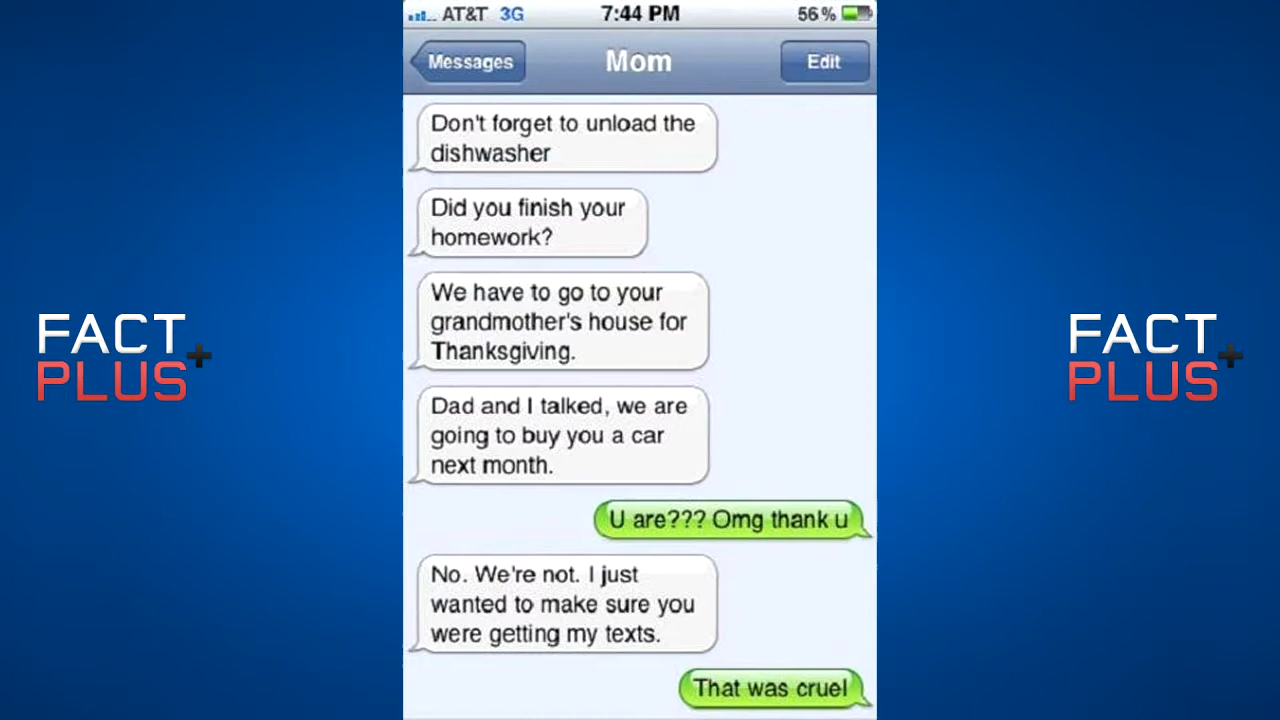 AT&T 3G 7:44 PM 56%
Messages Mom Edit
Don't forget to unload the
dishwasher
Did you finish your
homework?
We have to go to your
grandmother's house for
Thanksgiving.
Dad and I talked, we are
going to buy you a car
next month.
U are??? Omg thank u
No. We're not. I just
wanted to make sure you
were getting my texts.
That was cruel
FACT
PLUS+
FACT
PLUS+